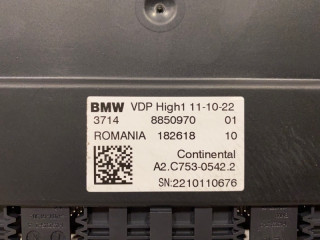 BMW VDP High1 11-10-22
3714 8850970 01
ROMANIA 182618 10
Continental
A2.C753-0542.2
SN:2210110676